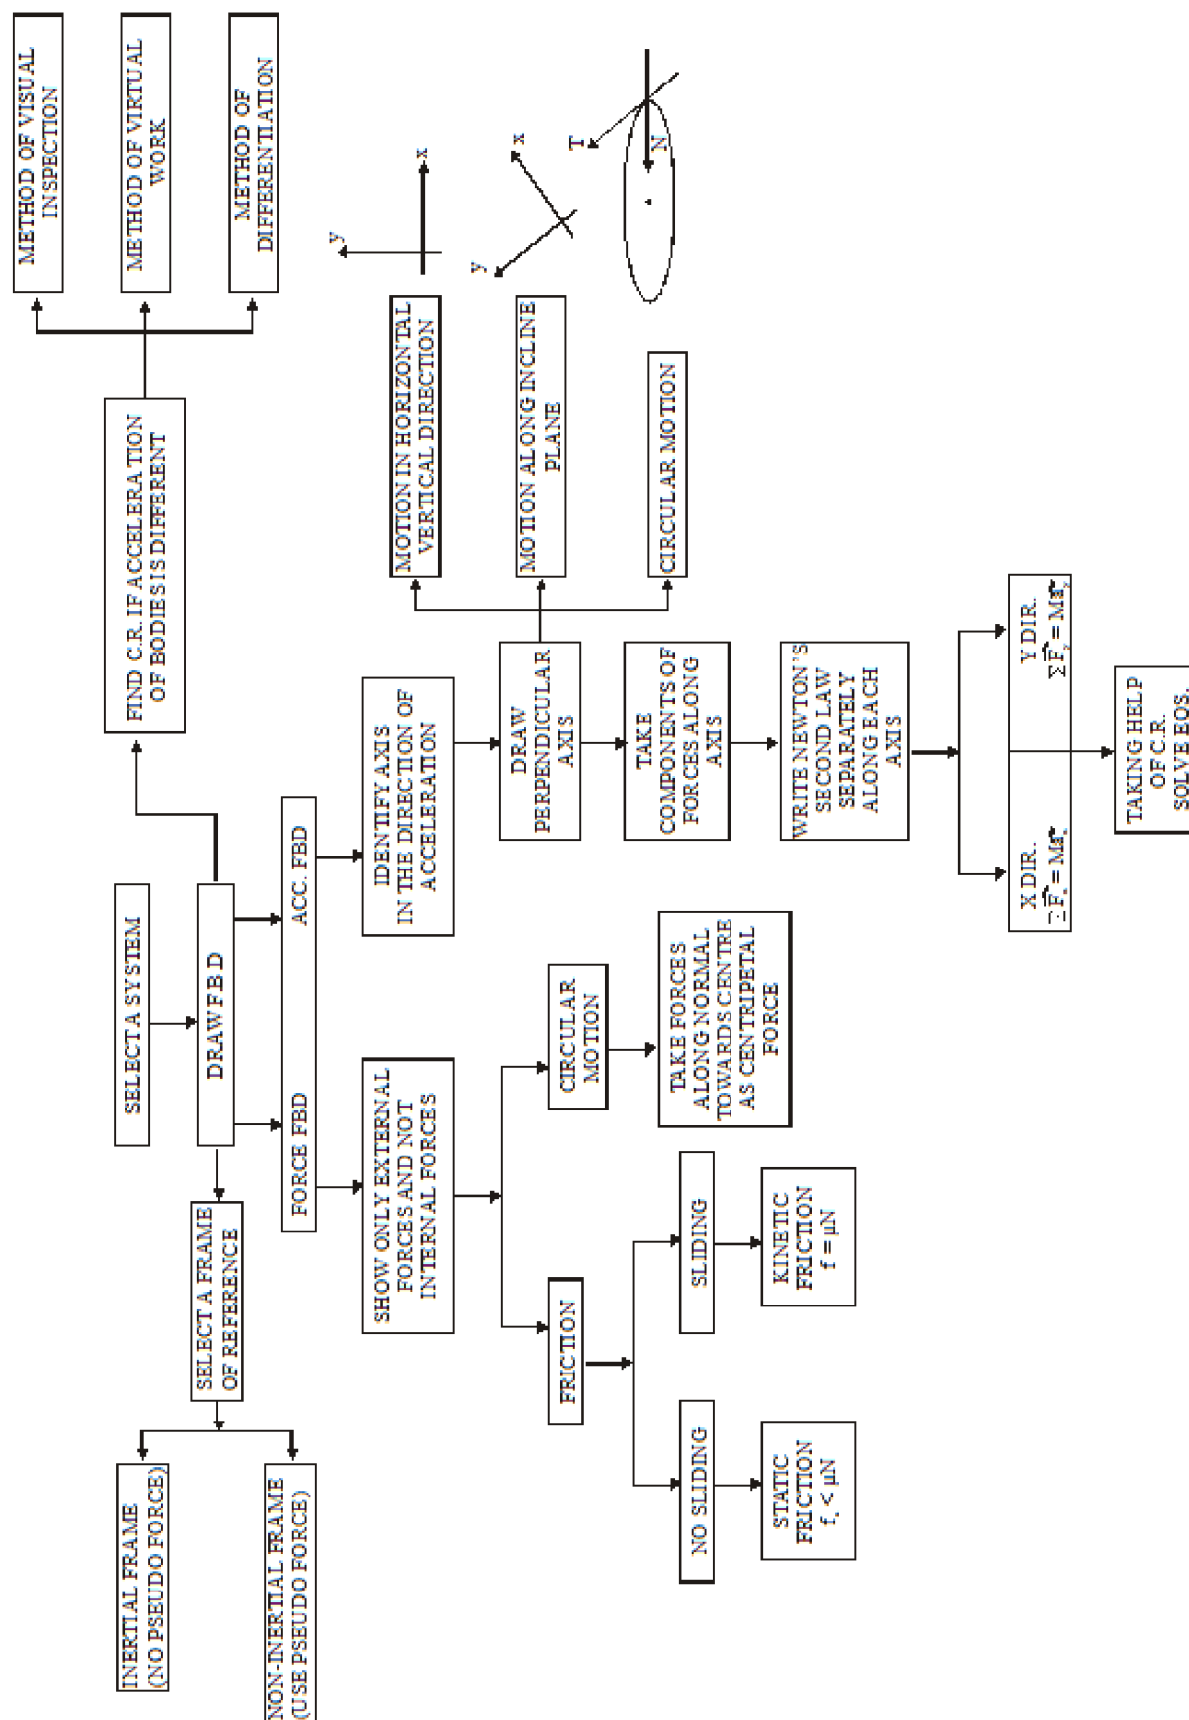 SELECT A SYSTEM
DRAW F B D
SELECT A FRAME
OF REFERENCE
INERTIAL FRAME
(NO PSEUDO FORCE)
NON-INERTIAL FRAME
(USE PSEUDO FORCE)
FIND C.R. IF ACCELERATION
OF BODIES IS DIFFERENT
METHOD OF VISUAL
INSPECTION
METHOD OF VIRTUAL
WORK
METHOD OF
DIFFERENTIATION
FORCE FBD
ACC. FBD
SHOW ONLY EXTERNAL
FORCES AND NOT
INTERNAL FORCES
IDENTIFY AXIS
IN THE DIRECTION OF
ACCELERATION
FRICTION
CIRCULAR
MOTION
NO SLIDING
SLIDING
STATIC
FRICTION
fₛ < μN
KINETIC
FRICTION
f = μN
TAKE FORCES
ALONG NORMAL
TOWARDS CENTRE
AS CENTRIPETAL
FORCE
DRAW
PERPENDICULAR
AXIS
MOTION IN HORIZONTAL
VERTICAL DIRECTION
y
x
MOTION ALONG INCLINE
PLANE
y
x
CIRCULAR MOTION
T
N
TAKE
COMPONENTS OF
FORCES ALONG
AXIS
WRITE NEWTON'S
SECOND LAW
SEPARATELY
ALONG EACH
AXIS
X DIR.
∑F⃗ₓ = Ma⃗ₓ
Y DIR.
∑F⃗ᵧ = Ma⃗ᵧ
TAKING HELP
OF C.R.
SOLVE EQS.